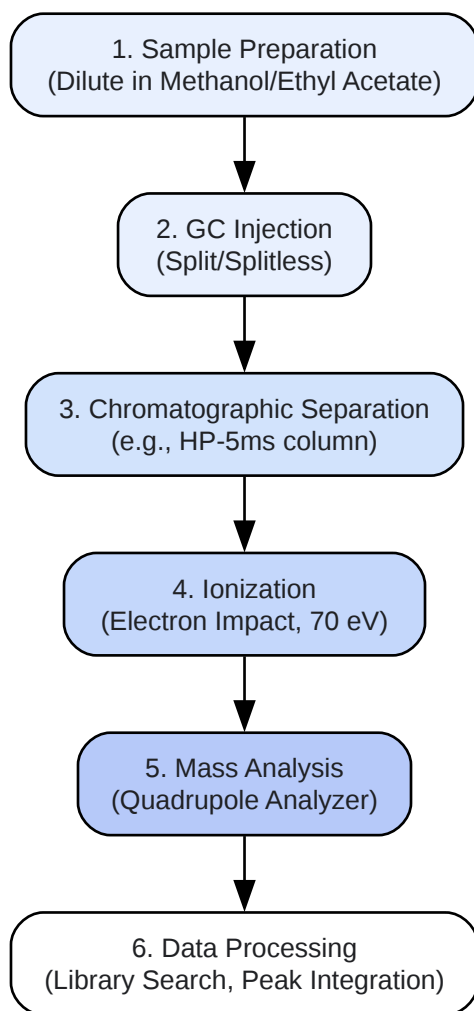 1. Sample Preparation
(Dilute in Methanol/Ethyl Acetate)
2. GC Injection
(Split/Splitless)
3. Chromatographic Separation
(e.g., HP-5ms column)
4. Ionization
(Electron Impact, 70 eV)
5. Mass Analysis
(Quadrupole Analyzer)
6. Data Processing
(Library Search, Peak Integration)